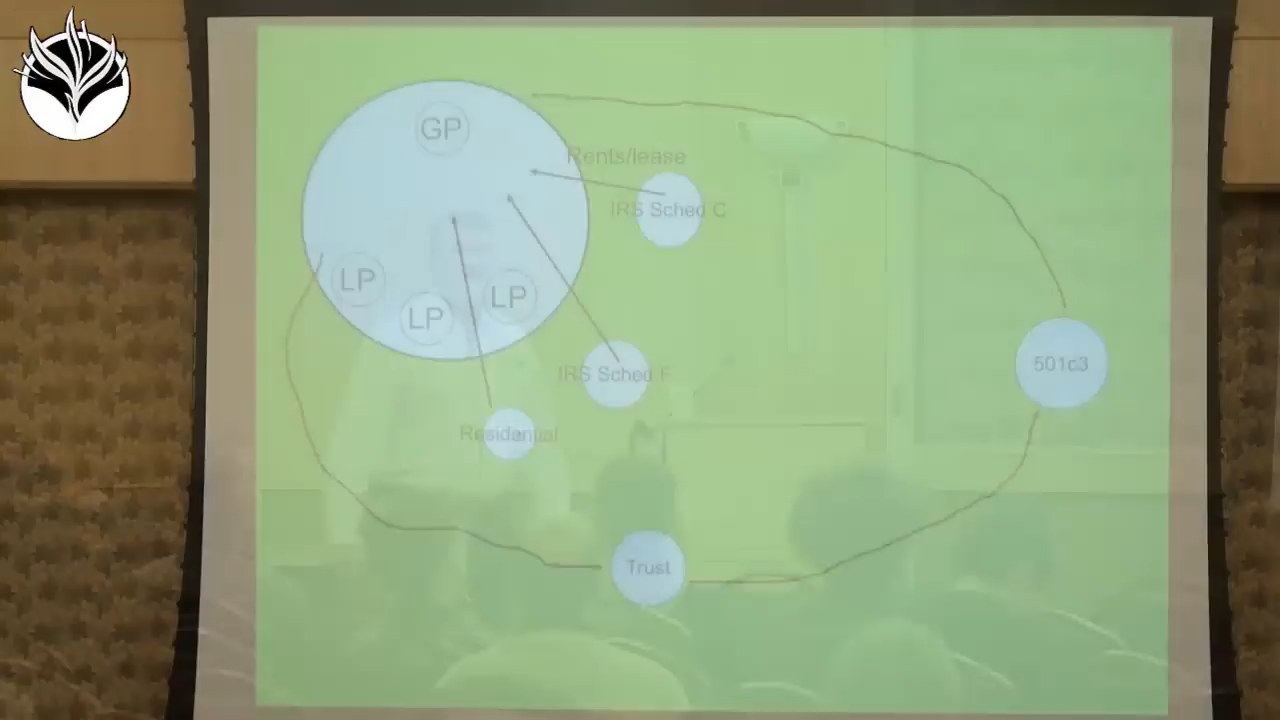 GP
Rents/lease
IRS Sched C
LP
LP
LP
IRS Sched F
501c3
Residential
Trust